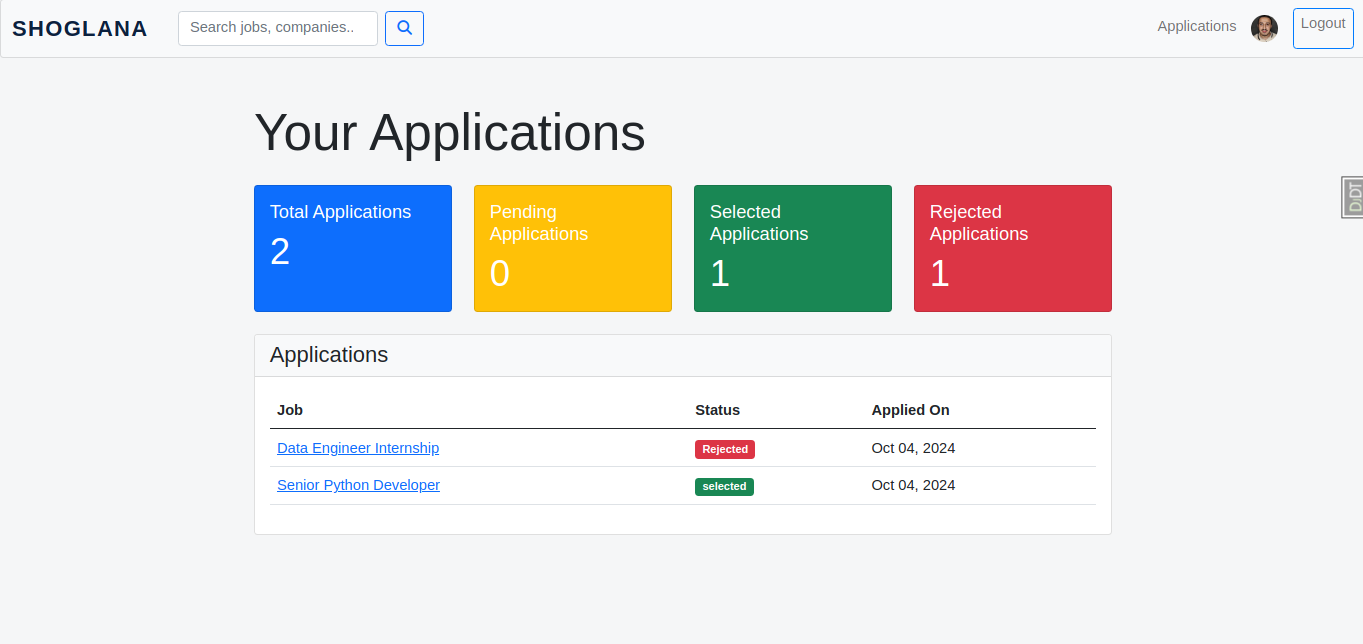 SHOGLANA
Search jobs, companies..
Applications
Logout
Your Applications
Total Applications
2
Pending
Applications
0
Selected
Applications
1
Rejected
Applications
1
DjDT
Applications
Job Status Applied On
Data Engineer Internship Rejected Oct 04, 2024
Senior Python Developer selected Oct 04, 2024